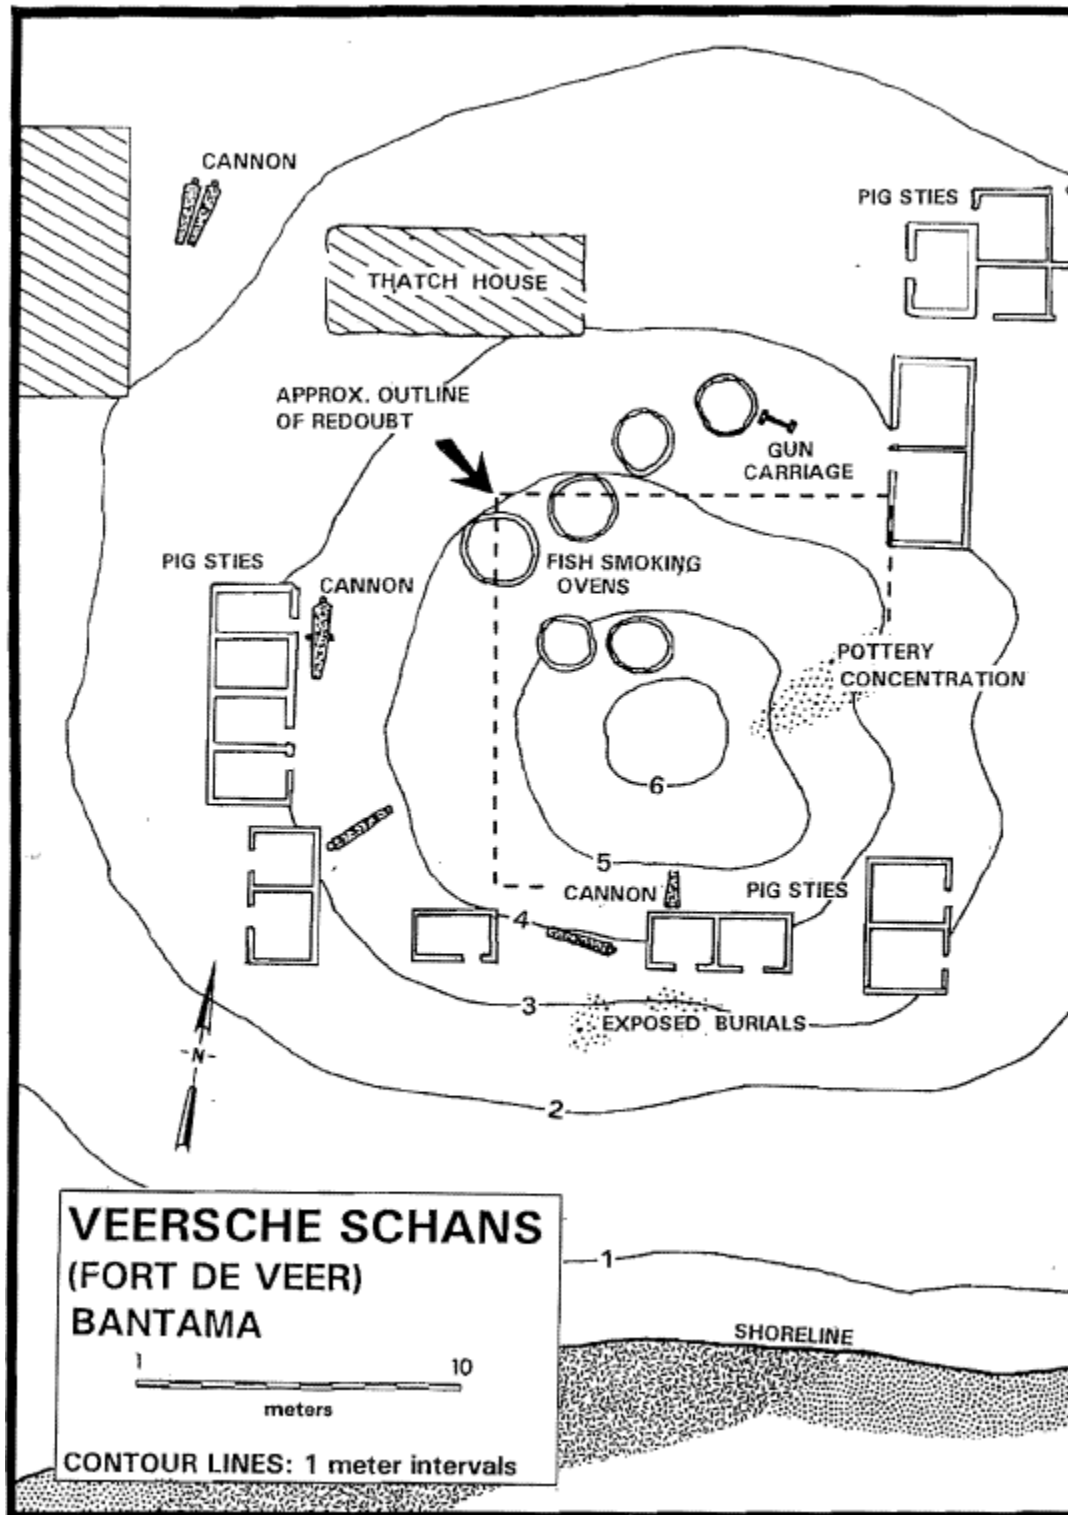 CANNON
PIG STIES
THATCH HOUSE
APPROX. OUTLINE
OF REDOUBT
GUN
CARRIAGE
PIG STIES
CANNON
FISH SMOKING
OVENS
POTTERY
CONCENTRATION
6
5
CANNON
PIG STIES
4
3
EXPOSED BURIALS
-N-
2
VEERSCHE SCHANS
(FORT DE VEER)
BANTAMA
1
10
meters
CONTOUR LINES: 1 meter intervals
1
SHORELINE